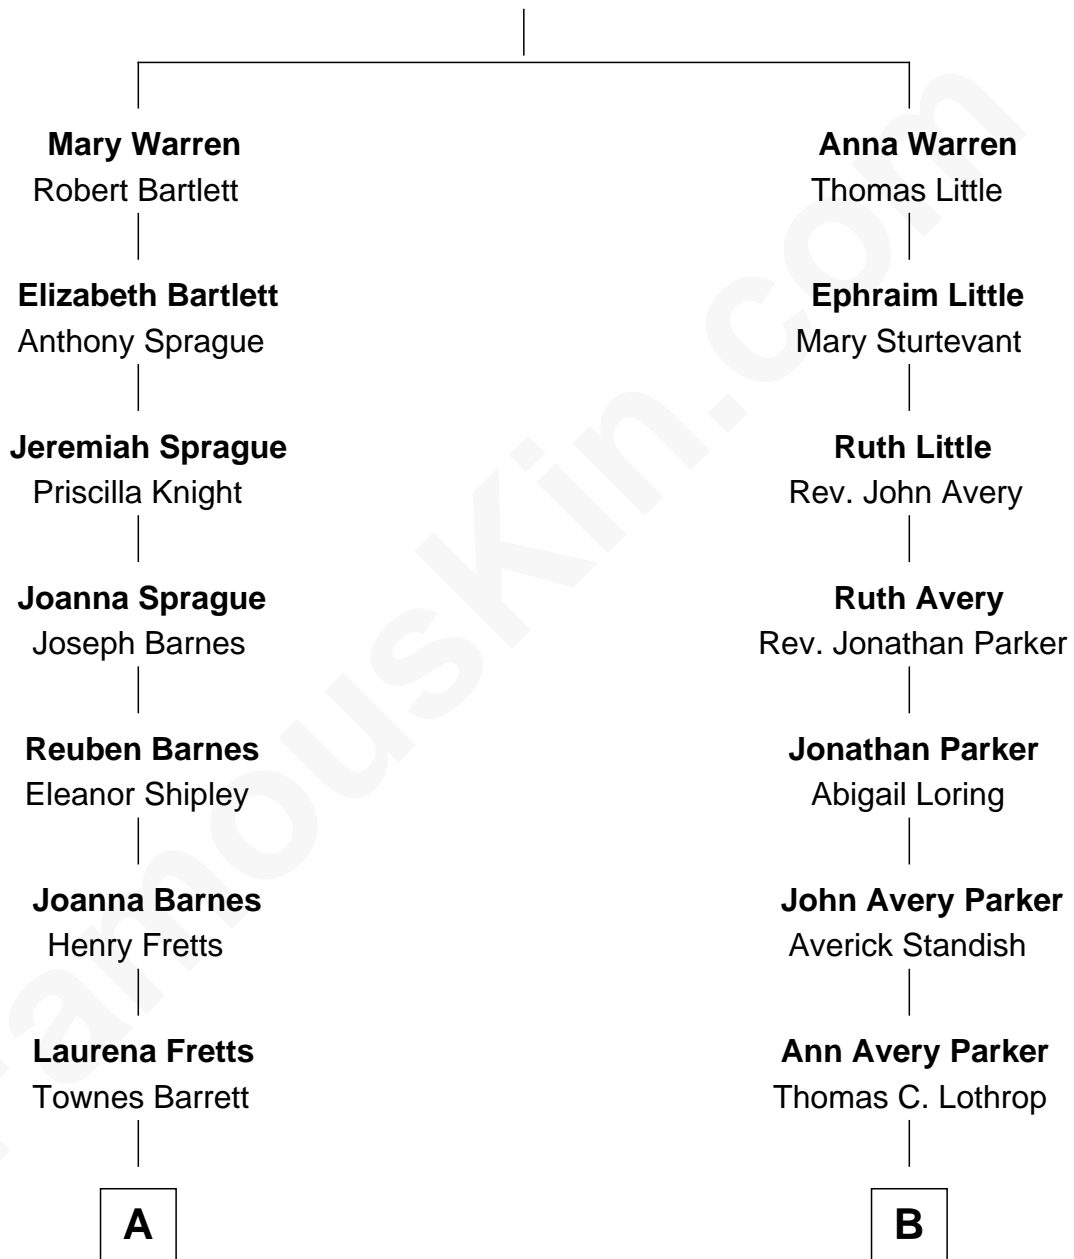 Mary Warren
Robert Bartlett
Elizabeth Bartlett
Anthony Sprague
Jeremiah Sprague
Priscilla Knight
Joanna Sprague
Joseph Barnes
Reuben Barnes
Eleanor Shipley
Joanna Barnes
Henry Fretts
Laurena Fretts
Townes Barrett
A
Anna Warren
Thomas Little
Ephraim Little
Mary Sturtevant
Ruth Little
Rev. John Avery
Ruth Avery
Rev. Jonathan Parker
Jonathan Parker
Abigail Loring
John Avery Parker
Averick Standish
Ann Avery Parker
Thomas C. Lothrop
B
FamousKin.com